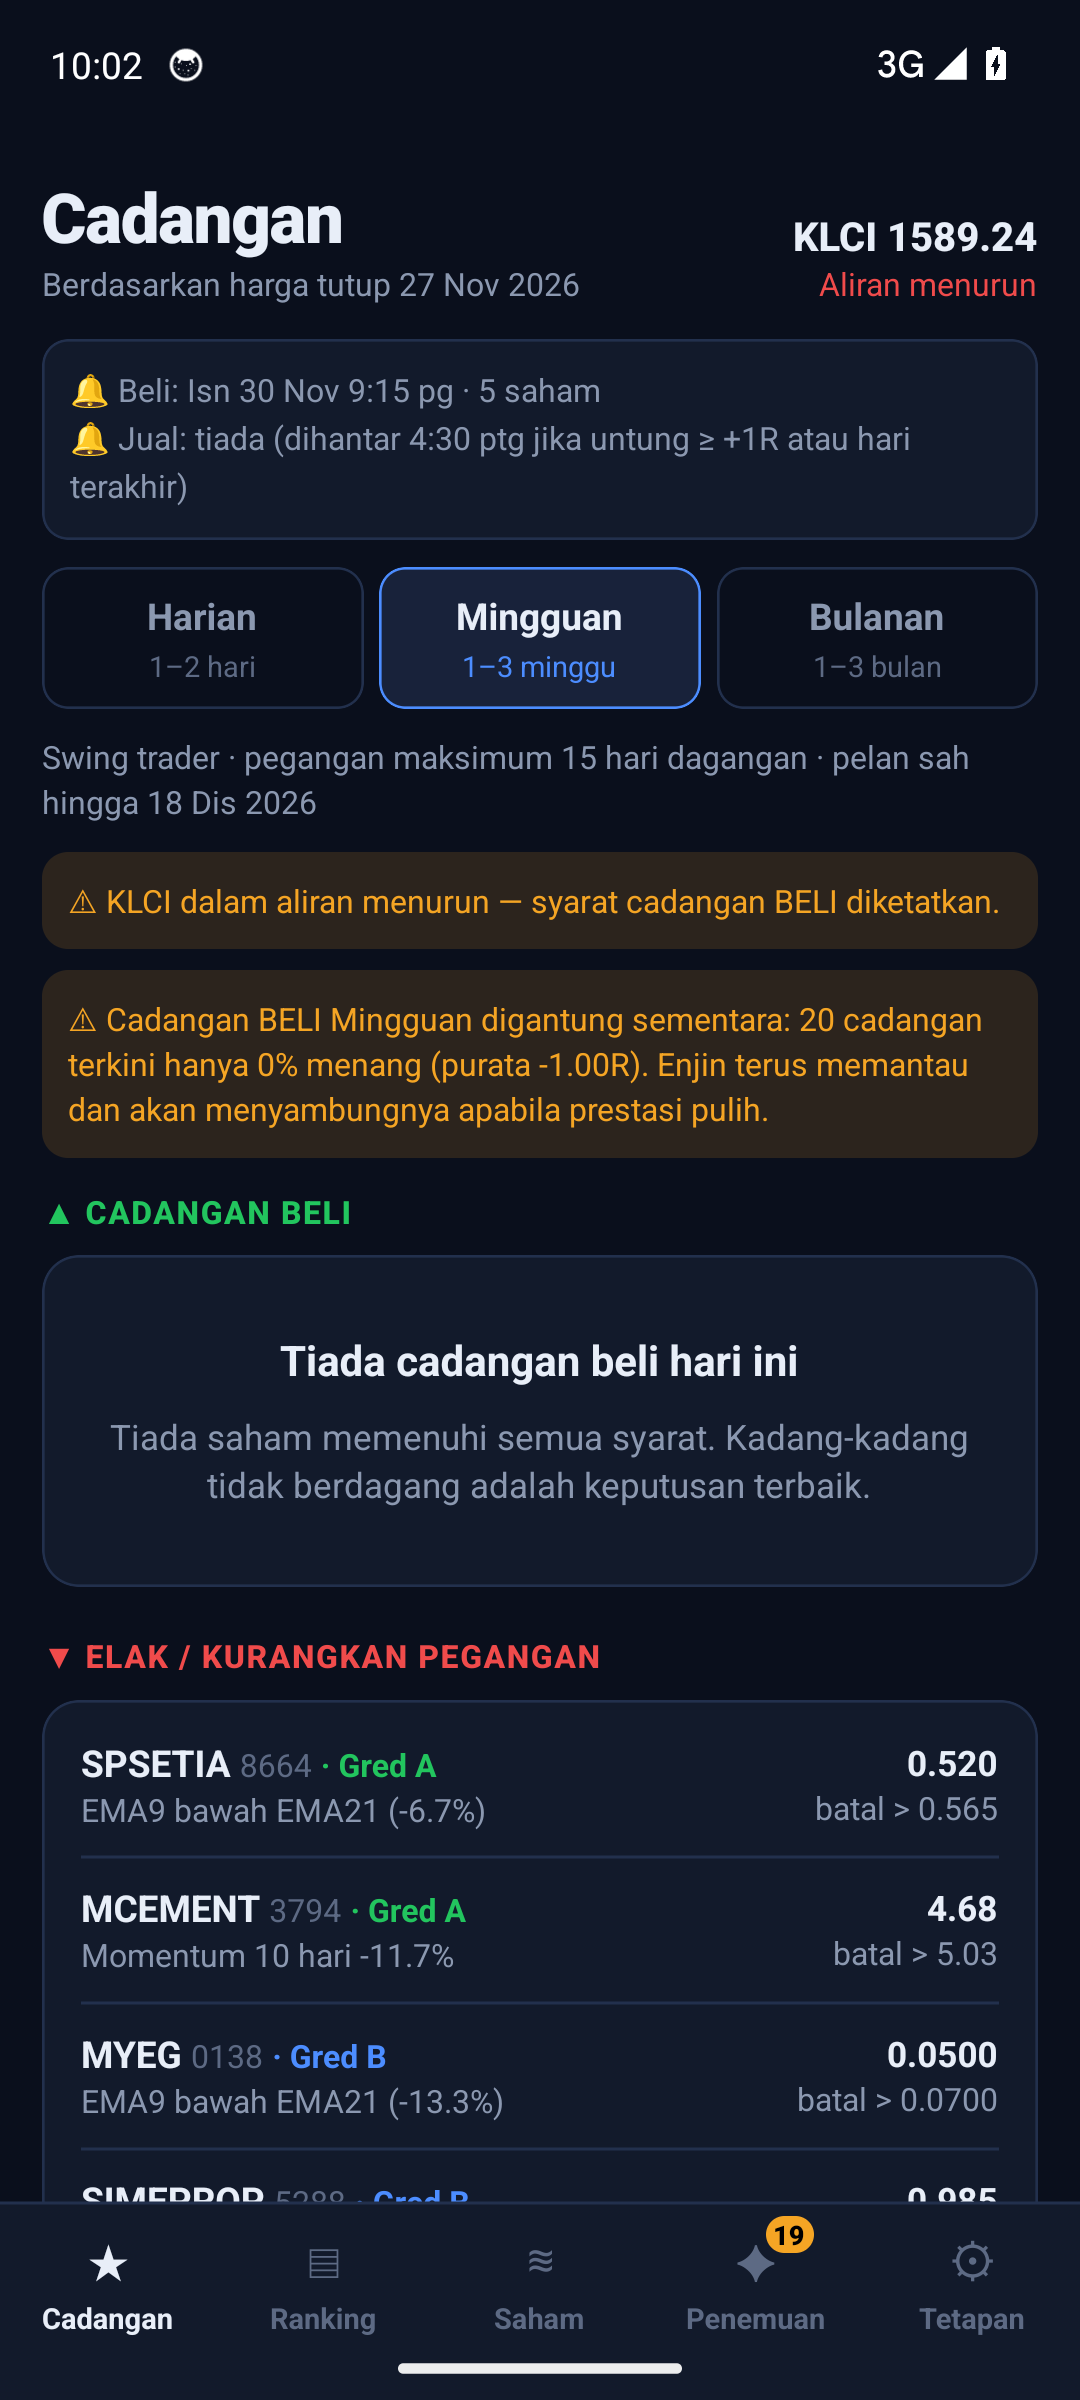 10:02
3G
Cadangan
KLCI 1589.24
Berdasarkan harga tutup 27 Nov 2026
Aliran menurun
🔔 Beli: Isn 30 Nov 9:15 pg · 5 saham
🔔 Jual: tiada (dihantar 4:30 ptg jika untung ≥ +1R atau hari
terakhir)
Harian
1–2 hari
Mingguan
1–3 minggu
Bulanan
1–3 bulan
Swing trader · pegangan maksimum 15 hari dagangan · pelan sah
hingga 18 Dis 2026
⚠ KLCI dalam aliran menurun — syarat cadangan BELI diketatkan.
⚠ Cadangan BELI Mingguan digantung sementara: 20 cadangan
terkini hanya 0% menang (purata -1.00R). Enjin terus memantau
dan akan menyambungnya apabila prestasi pulih.
▲ CADANGAN BELI
Tiada cadangan beli hari ini
Tiada saham memenuhi semua syarat. Kadang-kadang
tidak berdagang adalah keputusan terbaik.
▼ ELAK / KURANGKAN PEGANGAN
SPSETIA 8664 · Gred A
0.520
EMA9 bawah EMA21 (-6.7%)
batal > 0.565
MCEMENT 3794 · Gred A
4.68
Momentum 10 hari -11.7%
batal > 5.03
MYEG 0138 · Gred B
0.0500
EMA9 bawah EMA21 (-13.3%)
batal > 0.0700
SIMEPROP 5288 · Gred B
0.985
19
Cadangan
Ranking
Saham
Penemuan
Tetapan